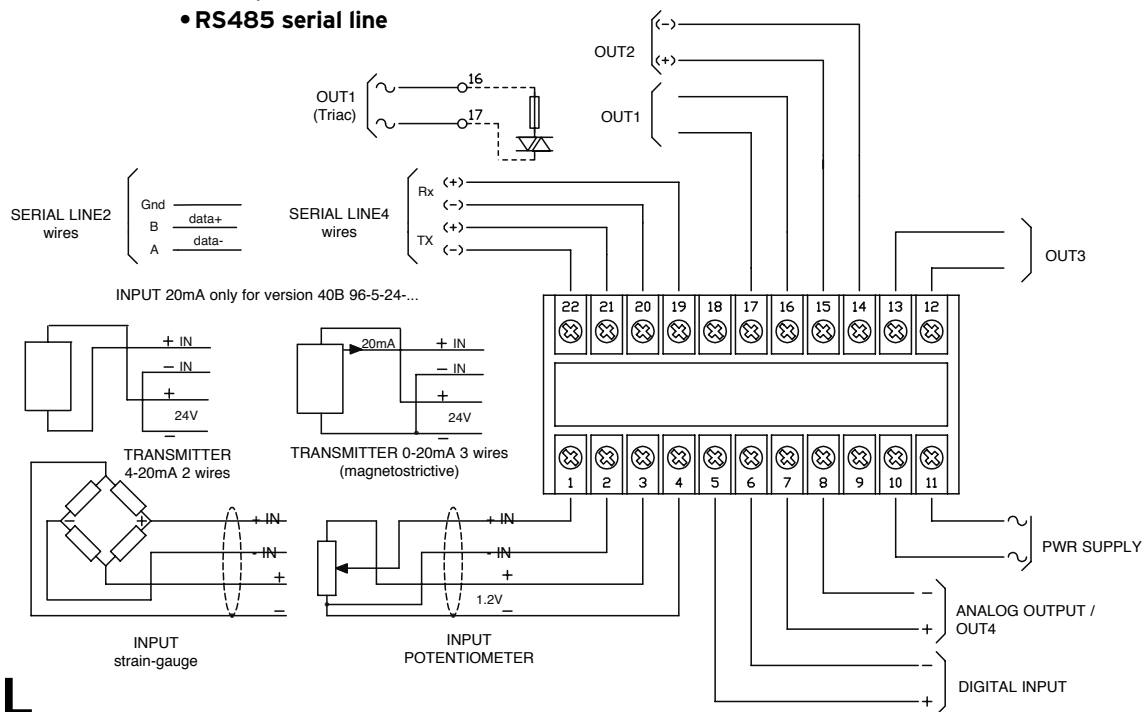 • RS485 serial line
OUT2
(-)
(+)
OUT1
(Triac)
16
17
OUT1
SERIAL LINE2
wires
Gnd
B data+
A data-
SERIAL LINE4
wires
Rx (+)
(-)
TX (+)
(-)
OUT3
INPUT 20mA only for version 40B 96-5-24-...
22 21 20 19 18 17 16 15 14 13 12
+ IN
- IN
+
24V
-
TRANSMITTER
4-20mA 2 wires
20mA
+ IN
- IN
+
24V
-
TRANSMITTER 0-20mA 3 wires
(magnetostrictive)
1 2 3 4 5 6 7 8 9 10 11
- +
+ IN
- IN
+
-
INPUT
strain-gauge
+ IN
- IN
+
1.2V
-
INPUT
POTENTIOMETER
PWR SUPPLY
-
+
ANALOG OUTPUT /
OUT4
-
+
DIGITAL INPUT
L